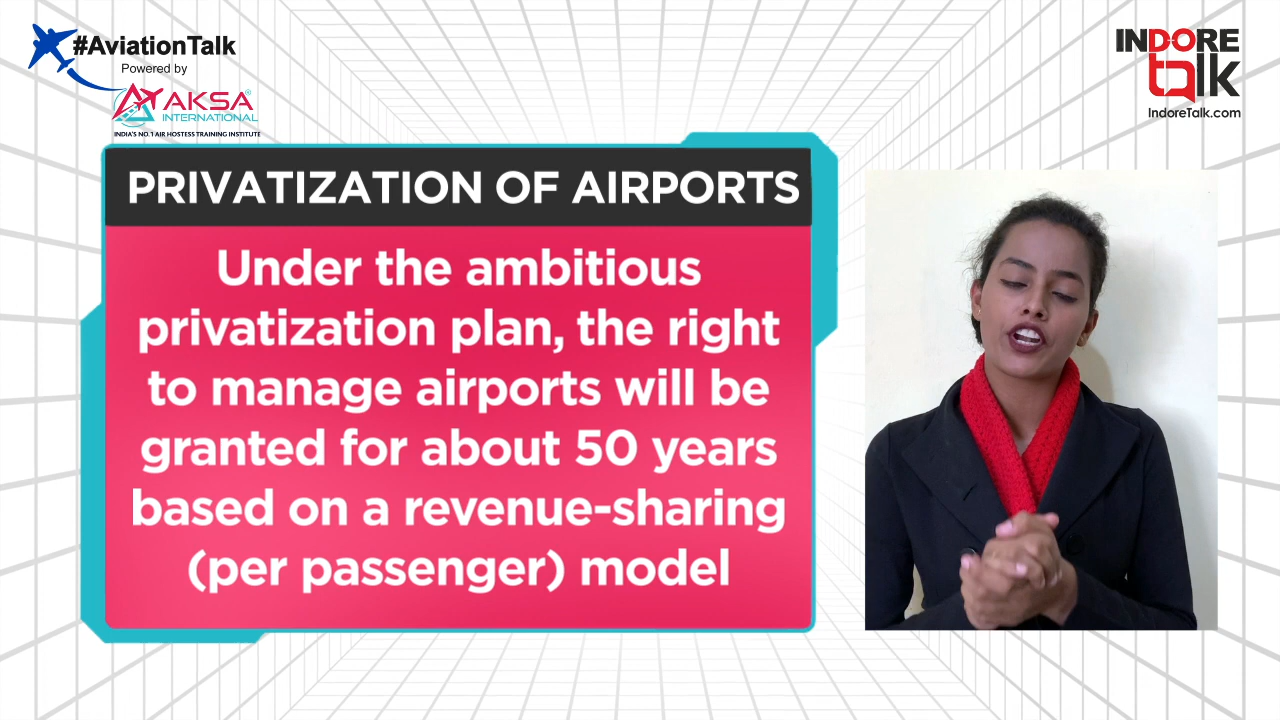 #AviationTalk
Powered by
AKSA
INTERNATIONAL
INDIA'S NO.1 AIR HOSTESS TRAINING INSTITUTE
INDORE
talk
IndoreTalk.com
PRIVATIZATION OF AIRPORTS
Under the ambitious
privatization plan, the right
to manage airports will be
granted for about 50 years
based on a revenue-sharing
(per passenger) model